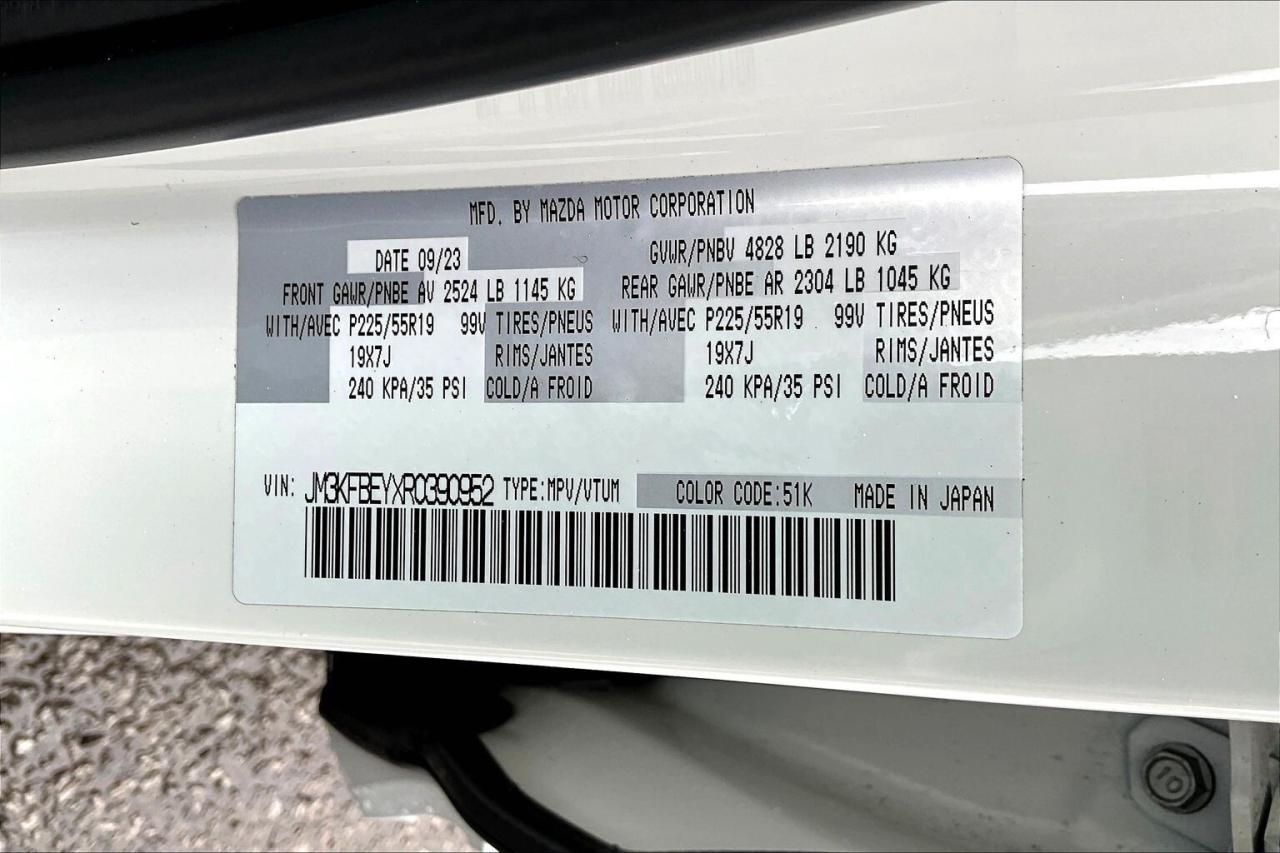 MFD. BY MAZDA MOTOR CORPORATION
DATE 09/23 GVWR/PNBV 4828 LB 2190 KG
FRONT GAWR/PNBE AV 2524 LB 1145 KG REAR GAWR/PNBE AR 2304 LB 1045 KG
WITH/AVEC P225/55R19 99V TIRES/PNEUS WITH/AVEC P225/55R19 99V TIRES/PNEUS
19X7J RIMS/JANTES 19X7J RIMS/JANTES
240 KPA/35 PSI COLD/A FROID 240 KPA/35 PSI COLD/A FROID
VIN: JM3KFBEYXR0390952 TYPE:MPV/VTUM COLOR CODE:51K MADE IN JAPAN
10